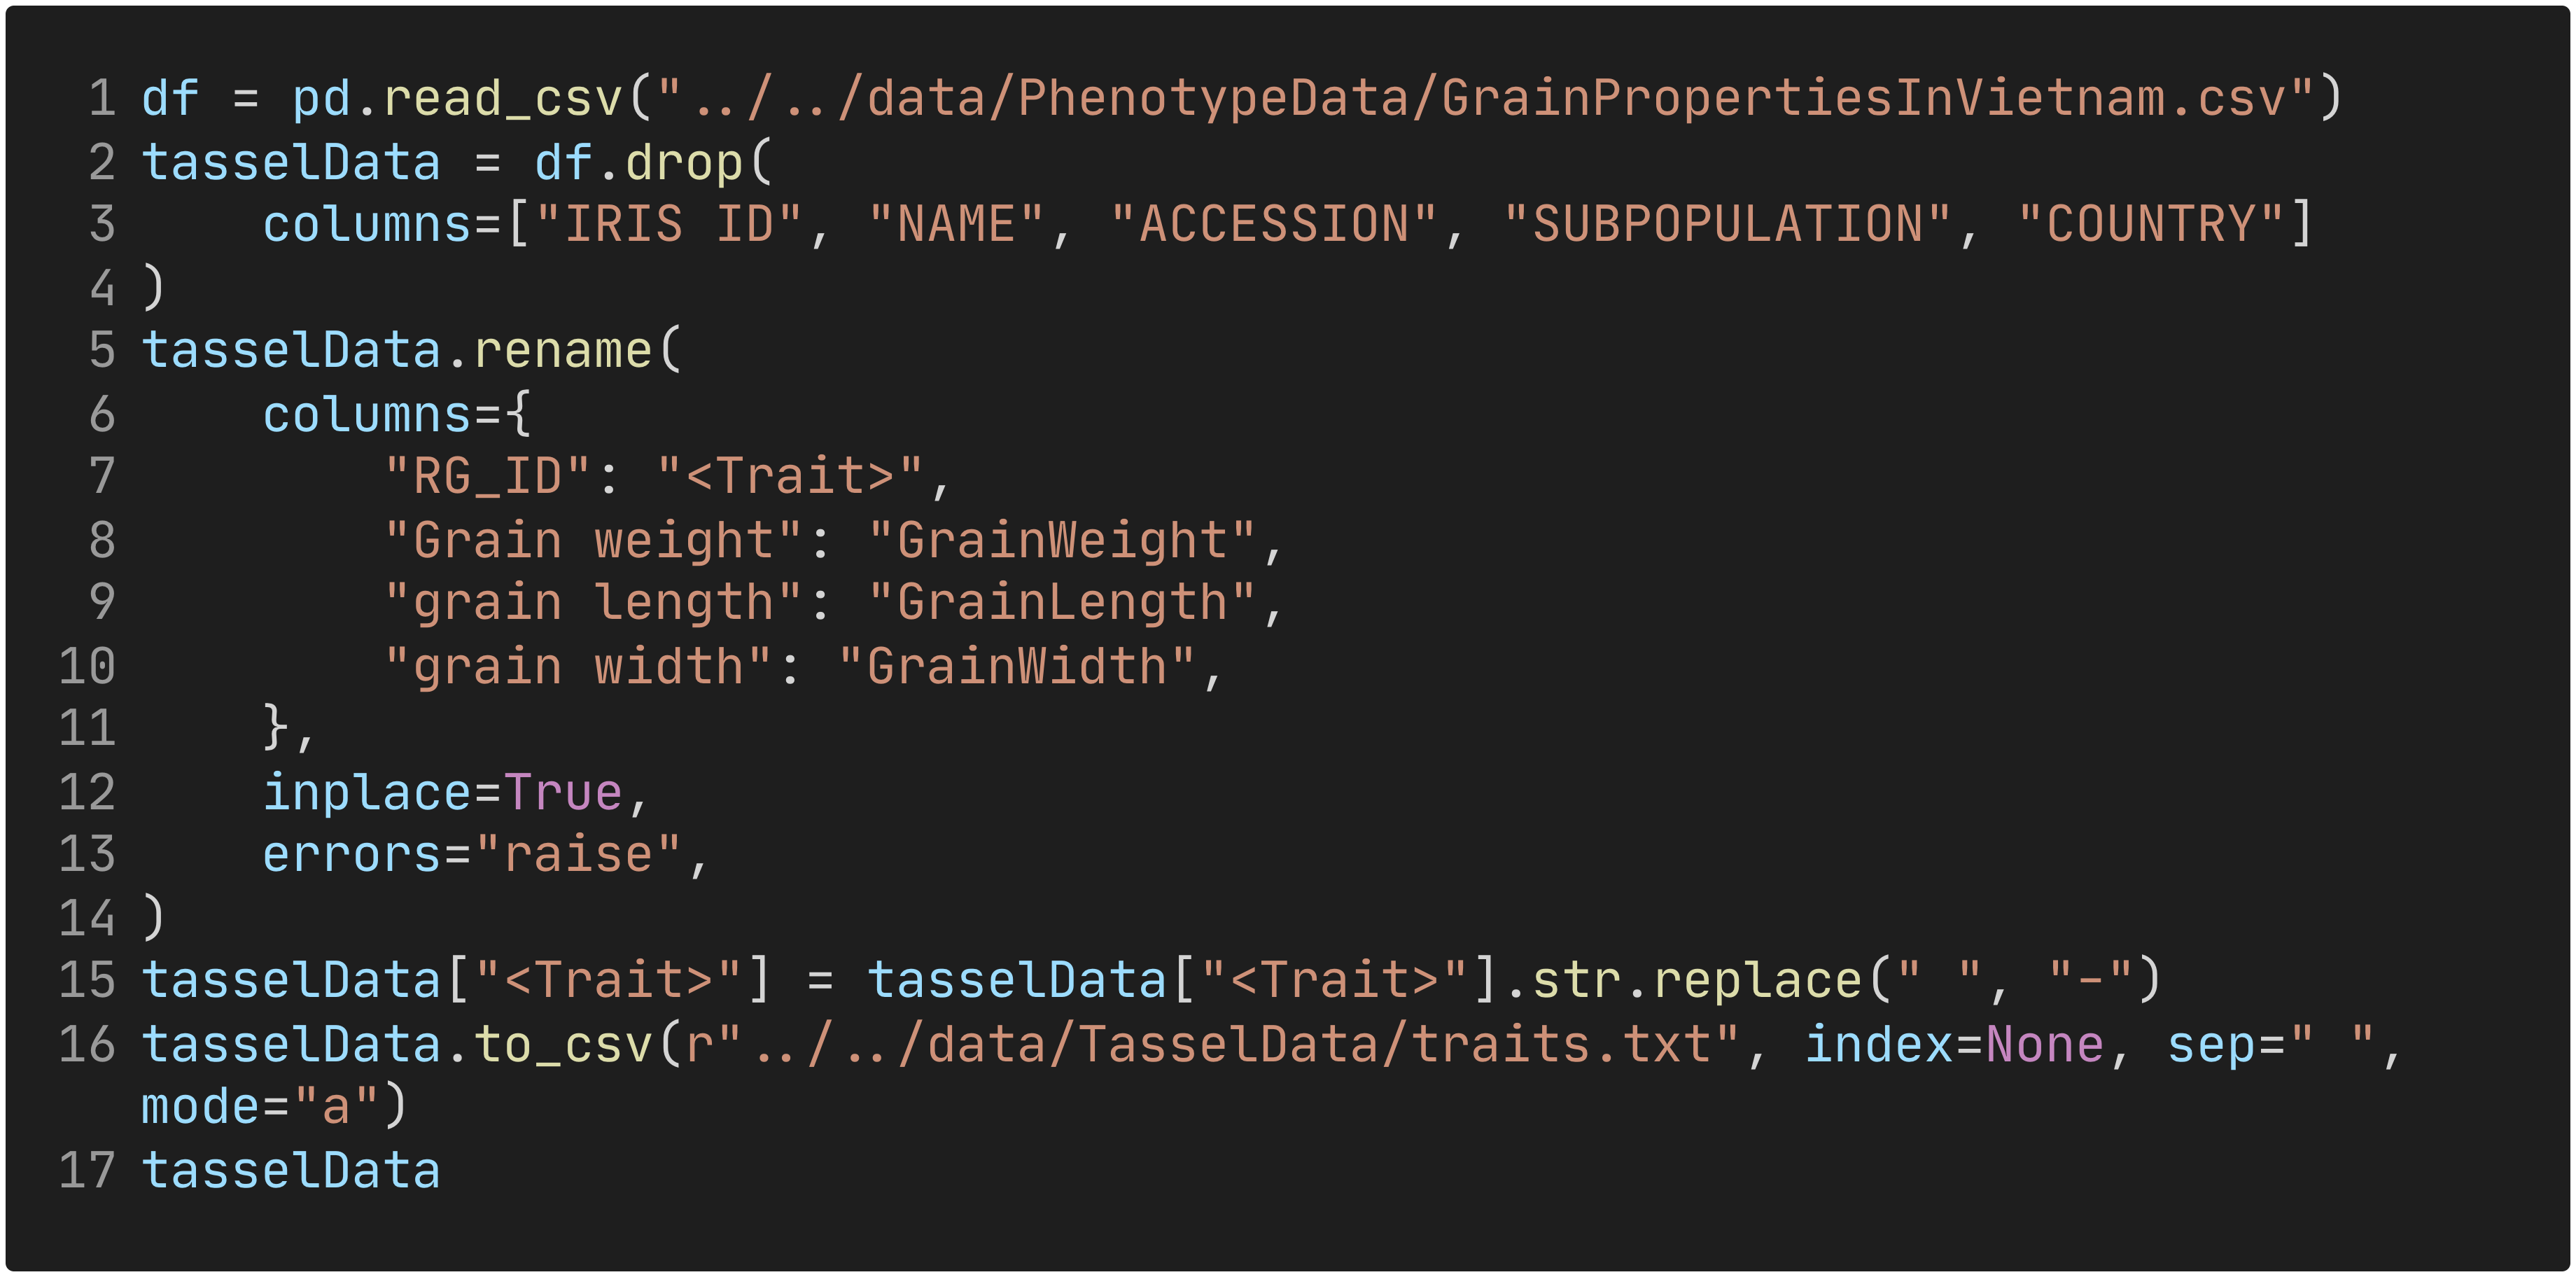 1 df = pd.read_csv("../../data/PhenotypeData/GrainPropertiesInVietnam.csv")
2 tasselData = df.drop(
3     columns=["IRIS ID", "NAME", "ACCESSION", "SUBPOPULATION", "COUNTRY"]
4 )
5 tasselData.rename(
6     columns={
7         "RG_ID": "<Trait>",
8         "Grain weight": "GrainWeight",
9         "grain length": "GrainLength",
10         "grain width": "GrainWidth",
11     },
12     inplace=True,
13     errors="raise",
14 )
15 tasselData["<Trait>"] = tasselData["<Trait>"].str.replace(" ", "-")
16 tasselData.to_csv(r"../../data/TasselData/traits.txt", index=None, sep=" ",
mode="a")
17 tasselData